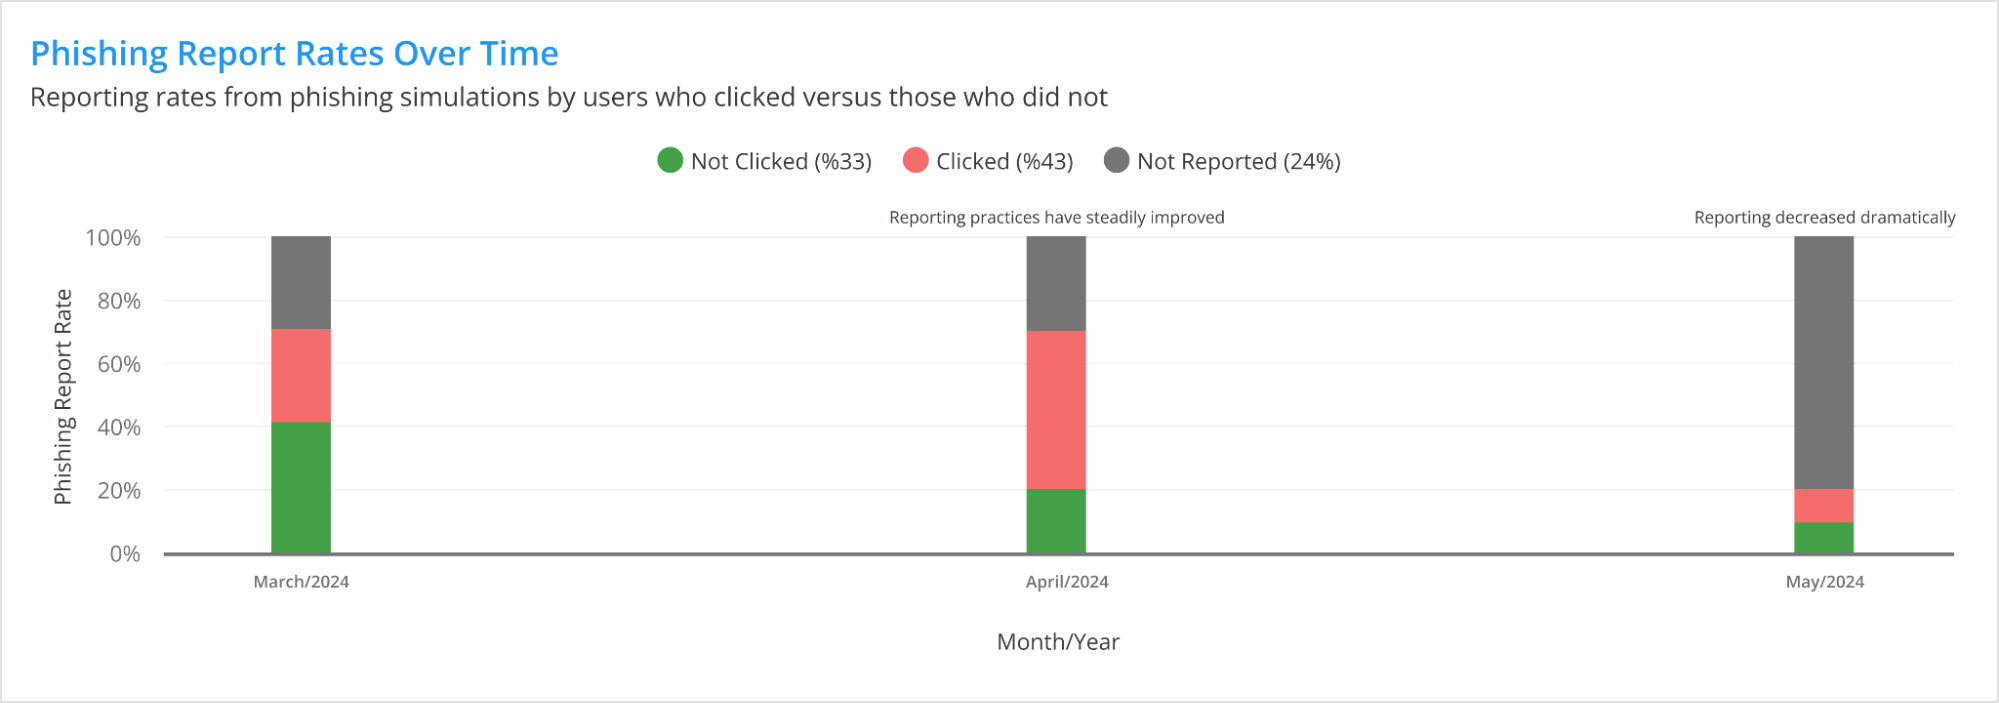 Phishing Report Rates Over Time
Reporting rates from phishing simulations by users who clicked versus those who did not
Not Clicked (%33) Clicked (%43) Not Reported (24%)
Reporting practices have steadily improved Reporting decreased dramatically
100%
80%
60%
40%
20%
0%
Phishing Report Rate
March/2024 April/2024 May/2024
Month/Year